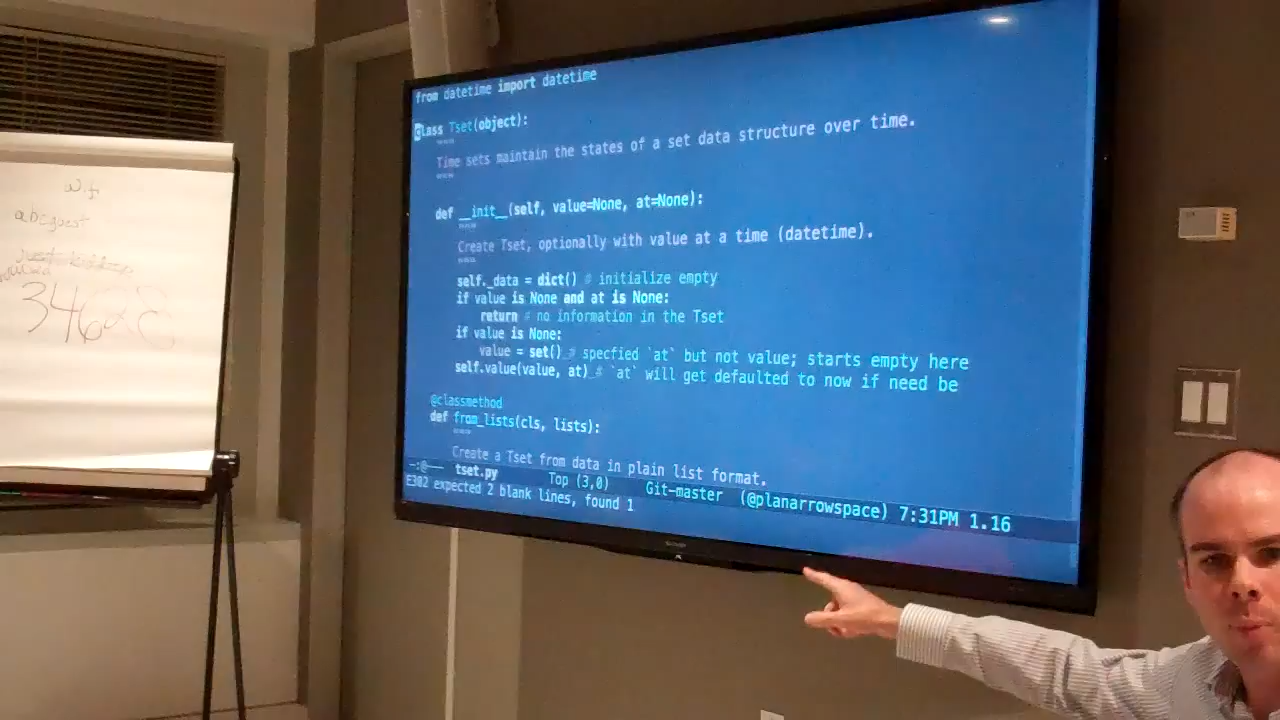 wifi
abcguest
346
from datetime import datetime
class Tset(object):
"""
Time sets maintain the states of a set data structure over time.
"""
def __init__(self, value=None, at=None):
"""
Create Tset, optionally with value at a time (datetime).
"""
self._data = dict() # initialize empty
if value is None and at is None:
return # no information in the Tset
if value is None:
value = set() # specfied `at` but not value; starts empty here
self.value(value, at) # `at` will get defaulted to now if need be
@classmethod
def from_lists(cls, lists):
"""
Create a Tset from data in plain list format.
-:@--- tset.py Top (3,0) Git-master (@planarrowspace) 7:31PM 1.16
E302 expected 2 blank lines, found 1